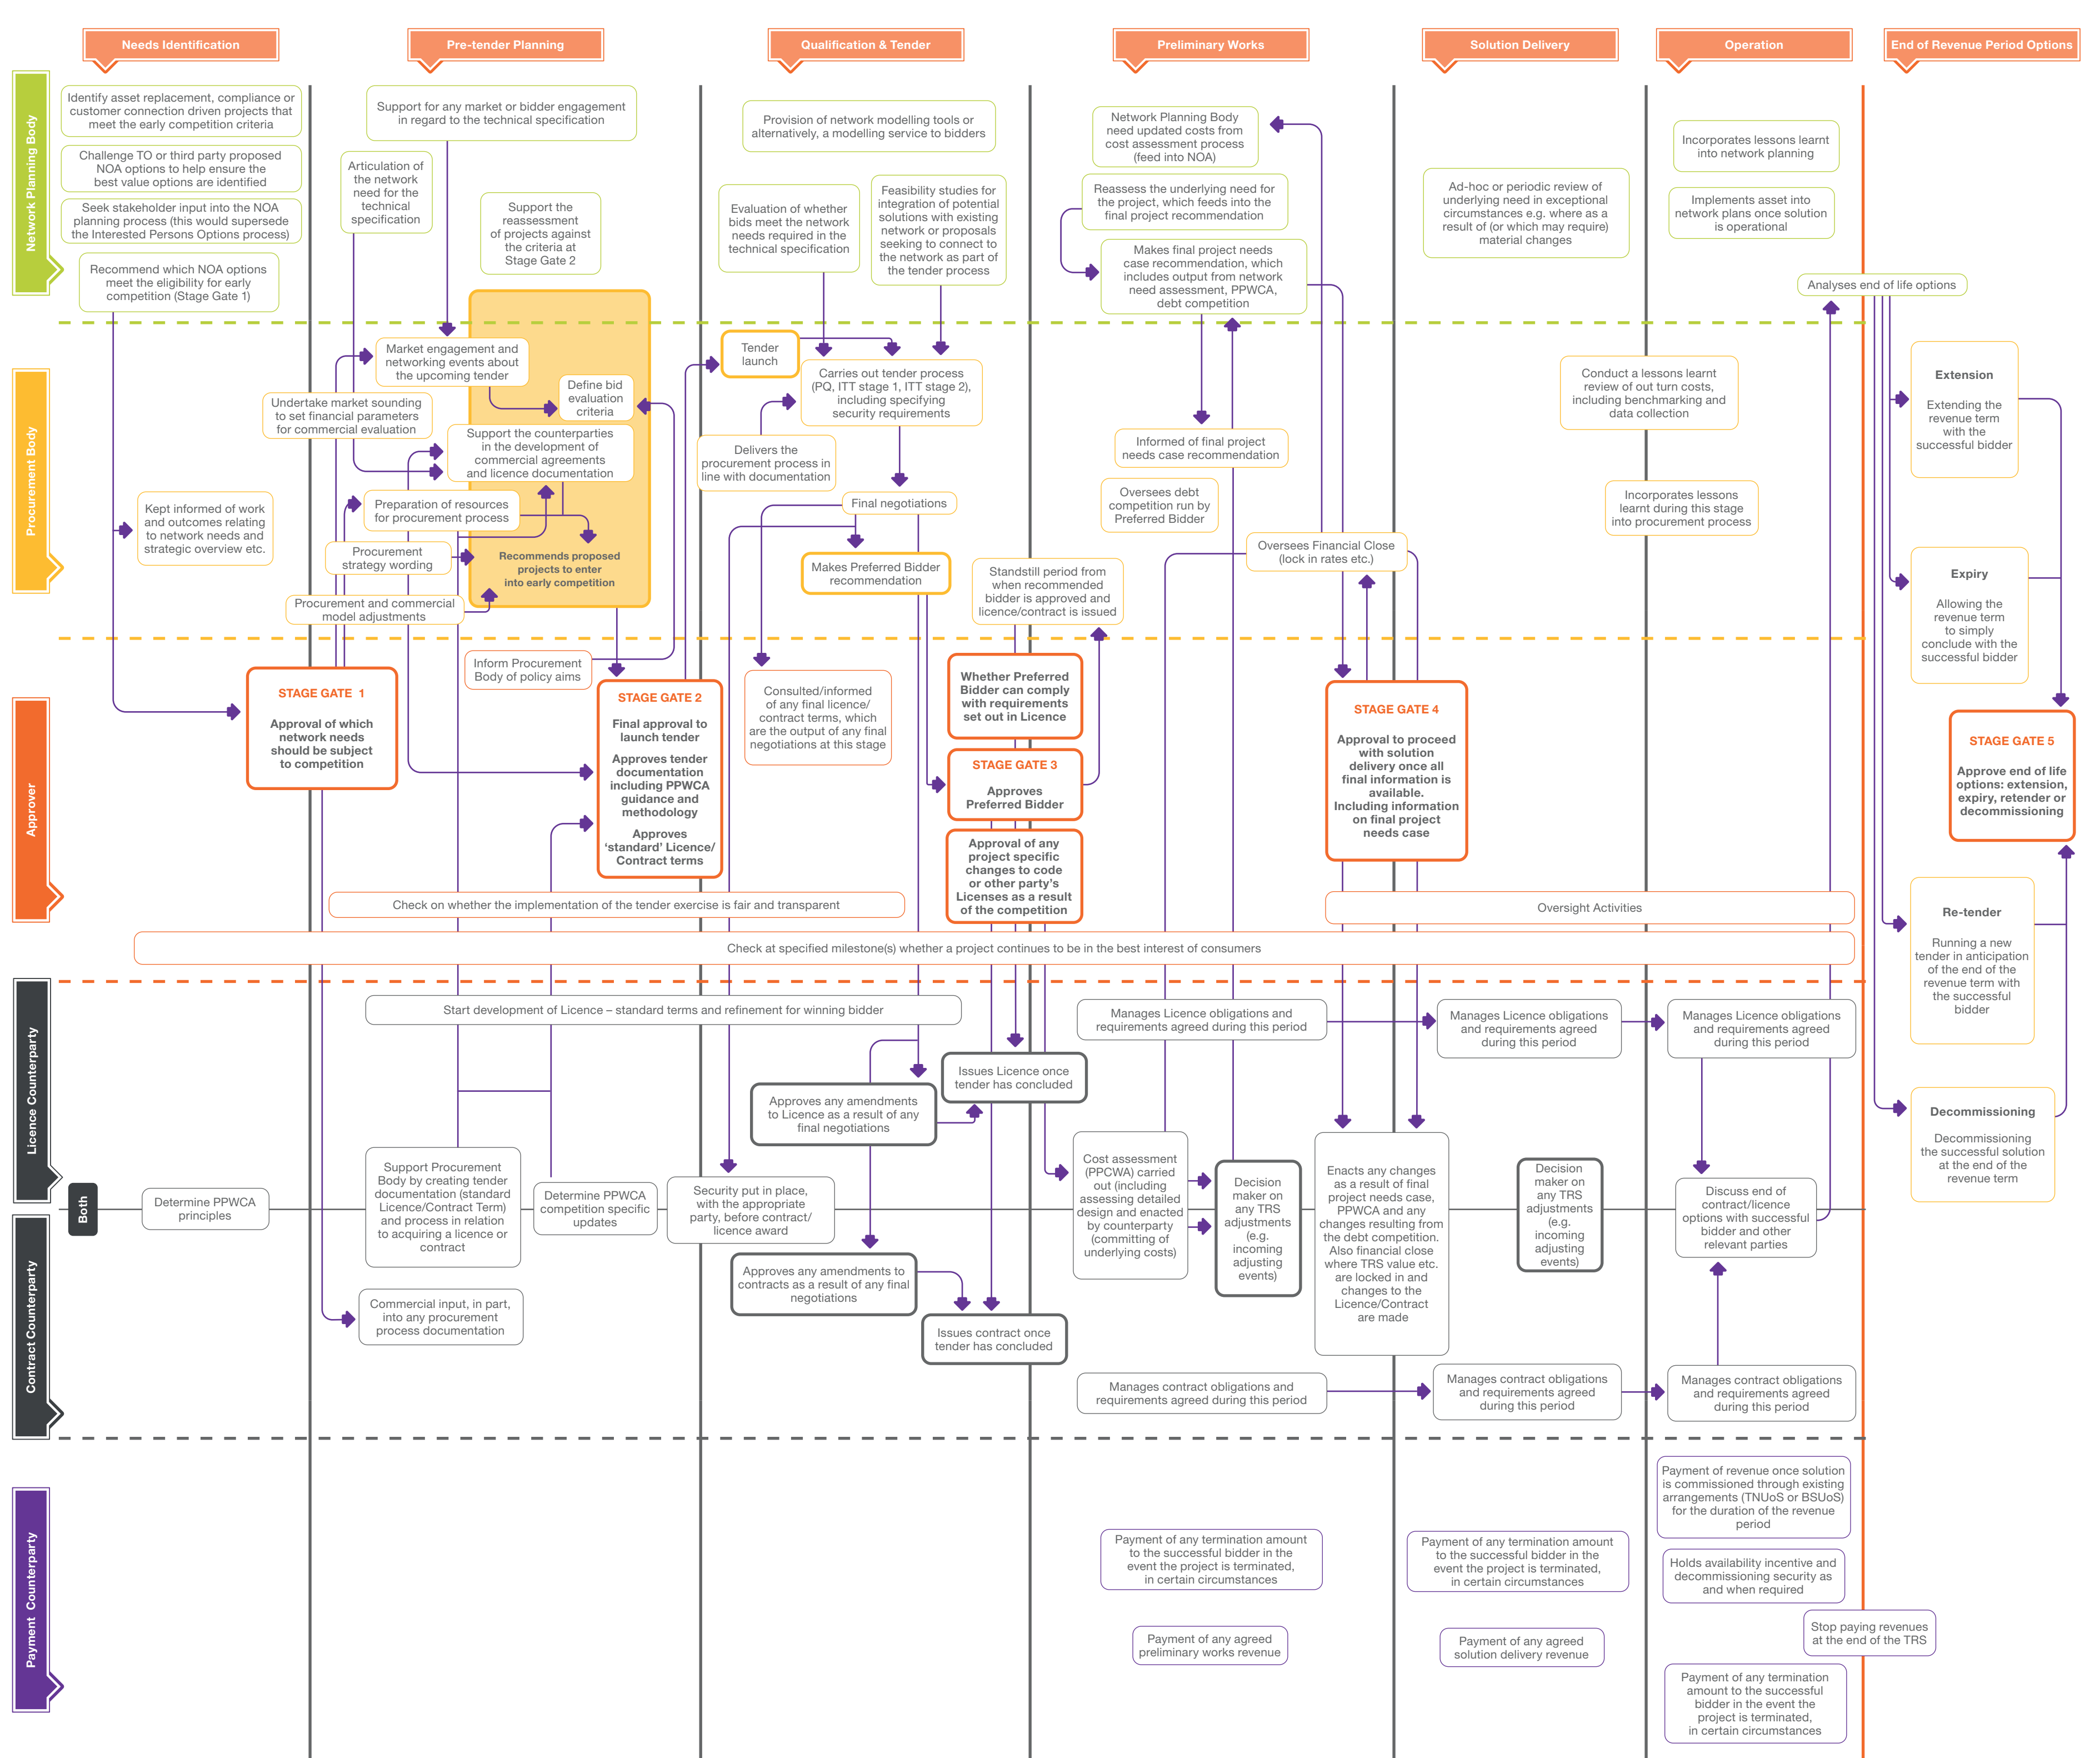 Needs Identification
Pre-tender Planning
Qualification & Tender
Preliminary Works
Solution Delivery
Operation
End of Revenue Period Options
Network Planning Body
Identify asset replacement, compliance or
customer connection driven projects that
meet the early competition criteria
Challenge TO or third party proposed
NOA options to help ensure the
best value options are identified
Seek stakeholder input into the NOA
planning process (this would supersede
the Interested Persons Options process)
Recommend which NOA options
meet the eligibility for early
competition (Stage Gate 1)
Support for any market or bidder engagement
in regard to the technical specification
Articulation of
the network
need for the
technical
specification
Support the
reassessment
of projects against
the criteria at
Stage Gate 2
Provision of network modelling tools or
alternatively, a modelling service to bidders
Evaluation of whether
bids meet the network
needs required in the
technical specification
Feasibility studies for
integration of potential
solutions with existing
network or proposals
seeking to connect to
the network as part of
the tender process
Network Planning Body
need updated costs from
cost assessment process
(feed into NOA)
Reassess the underlying need for
the project, which feeds into the
final project recommendation
Makes final project needs
case recommendation, which
includes output from network
need assessment, PPWCA,
debt competition
Ad-hoc or periodic review of
underlying need in exceptional
circumstances e.g. where as a
result of (or which may require)
material changes
Incorporates lessons learnt
into network planning
Implements asset into
network plans once solution
is operational
Analyses end of life options
Procurement Body
Kept informed of work
and outcomes relating
to network needs and
strategic overview etc.
Market engagement and
networking events about
the upcoming tender
Define bid
evaluation
criteria
Undertake market sounding
to set financial parameters
for commercial evaluation
Support the counterparties
in the development of
commercial agreements
and licence documentation
Preparation of resources
for procurement process
Procurement
strategy wording
Recommends proposed
projects to enter
into early competition
Procurement and commercial
model adjustments
Tender
launch
Carries out tender process
(PQ, ITT stage 1, ITT stage 2),
including specifying
security requirements
Delivers the
procurement process in
line with documentation
Final negotiations
Makes Preferred Bidder
recommendation
Standstill period from
when recommended
bidder is approved and
licence/contract is issued
Informed of final project
needs case recommendation
Oversees debt
competition run by
Preferred Bidder
Oversees Financial Close
(lock in rates etc.)
Conduct a lessons learnt
review of out turn costs,
including benchmarking and
data collection
Incorporates lessons
learnt during this stage
into procurement process
Extension
Extending the
revenue term
with the
successful bidder
Expiry
Allowing the
revenue term
to simply
conclude with the
successful bidder
Approver
STAGE GATE 1
Approval of which
network needs
should be subject
to competition
Inform Procurement
Body of policy aims
STAGE GATE 2
Final approval to
launch tender
Approves tender
documentation
including PPWCA
guidance and
methodology
Approves
‘standard’ Licence/
Contract terms
Consulted/informed
of any final licence/
contract terms, which
are the output of any final
negotiations at this stage
Whether Preferred
Bidder can comply
with requirements
set out in Licence
STAGE GATE 3
Approves
Preferred Bidder
Approval of any
project specific
changes to code
or other party’s
Licenses as a result
of the competition
STAGE GATE 4
Approval to proceed
with solution
delivery once all
final information is
available.
Including information
on final project
needs case
STAGE GATE 5
Approve end of life
options: extension,
expiry, retender or
decommissioning
Check on whether the implementation of the tender exercise is fair and transparent
Oversight Activities
Check at specified milestone(s) whether a project continues to be in the best interest of consumers
Re-tender
Running a new
tender in anticipation
of the end of the
revenue term with
the successful
bidder
Licence Counterparty
Start development of Licence – standard terms and refinement for winning bidder
Issues Licence once
tender has concluded
Approves any amendments
to Licence as a result of any
final negotiations
Manages Licence obligations and
requirements agreed during this period
Manages Licence obligations
and requirements agreed
during this period
Manages Licence obligations
and requirements agreed
during this period
Decommissioning
Decommissioning
the successful solution
at the end of the
revenue term
Both
Determine PPWCA
principles
Support Procurement
Body by creating tender
documentation (standard
Licence/Contract Term)
and process in relation
to acquiring a licence or
contract
Determine PPWCA
competition specific
updates
Security put in place,
with the appropriate
party, before contract/
licence award
Cost assessment
(PPCWA) carried
out (including
assessing detailed
design and enacted
by counterparty
(committing of
underlying costs)
Decision
maker on
any TRS
adjustments
(e.g.
incoming
adjusting
events)
Enacts any changes
as a result of final
project needs case,
PPWCA and any
changes resulting from
the debt competition.
Also financial close
where TRS value etc.
are locked in and
changes to the
Licence/Contract
are made
Decision
maker on
any TRS
adjustments
(e.g.
incoming
adjusting
events)
Discuss end of
contract/licence
options with successful
bidder and other
relevant parties
Contract Counterparty
Commercial input, in part,
into any procurement
process documentation
Approves any amendments to
contracts as a result of any final
negotiations
Issues contract once
tender has concluded
Manages contract obligations and
requirements agreed during this period
Manages contract obligations
and requirements agreed
during this period
Manages contract obligations
and requirements agreed
during this period
Payment Counterparty
Payment of any termination amount
to the successful bidder in the
event the project is terminated,
in certain circumstances
Payment of any agreed
preliminary works revenue
Payment of any termination amount
to the successful bidder in the
event the project is terminated,
in certain circumstances
Payment of any agreed
solution delivery revenue
Payment of revenue once solution
is commissioned through existing
arrangements (TNUoS or BSUoS)
for the duration of the revenue
period
Holds availability incentive and
decommissioning security as
and when required
Stop paying revenues
at the end of the TRS
Payment of any termination
amount to the successful
bidder in the event the
project is terminated,
in certain circumstances